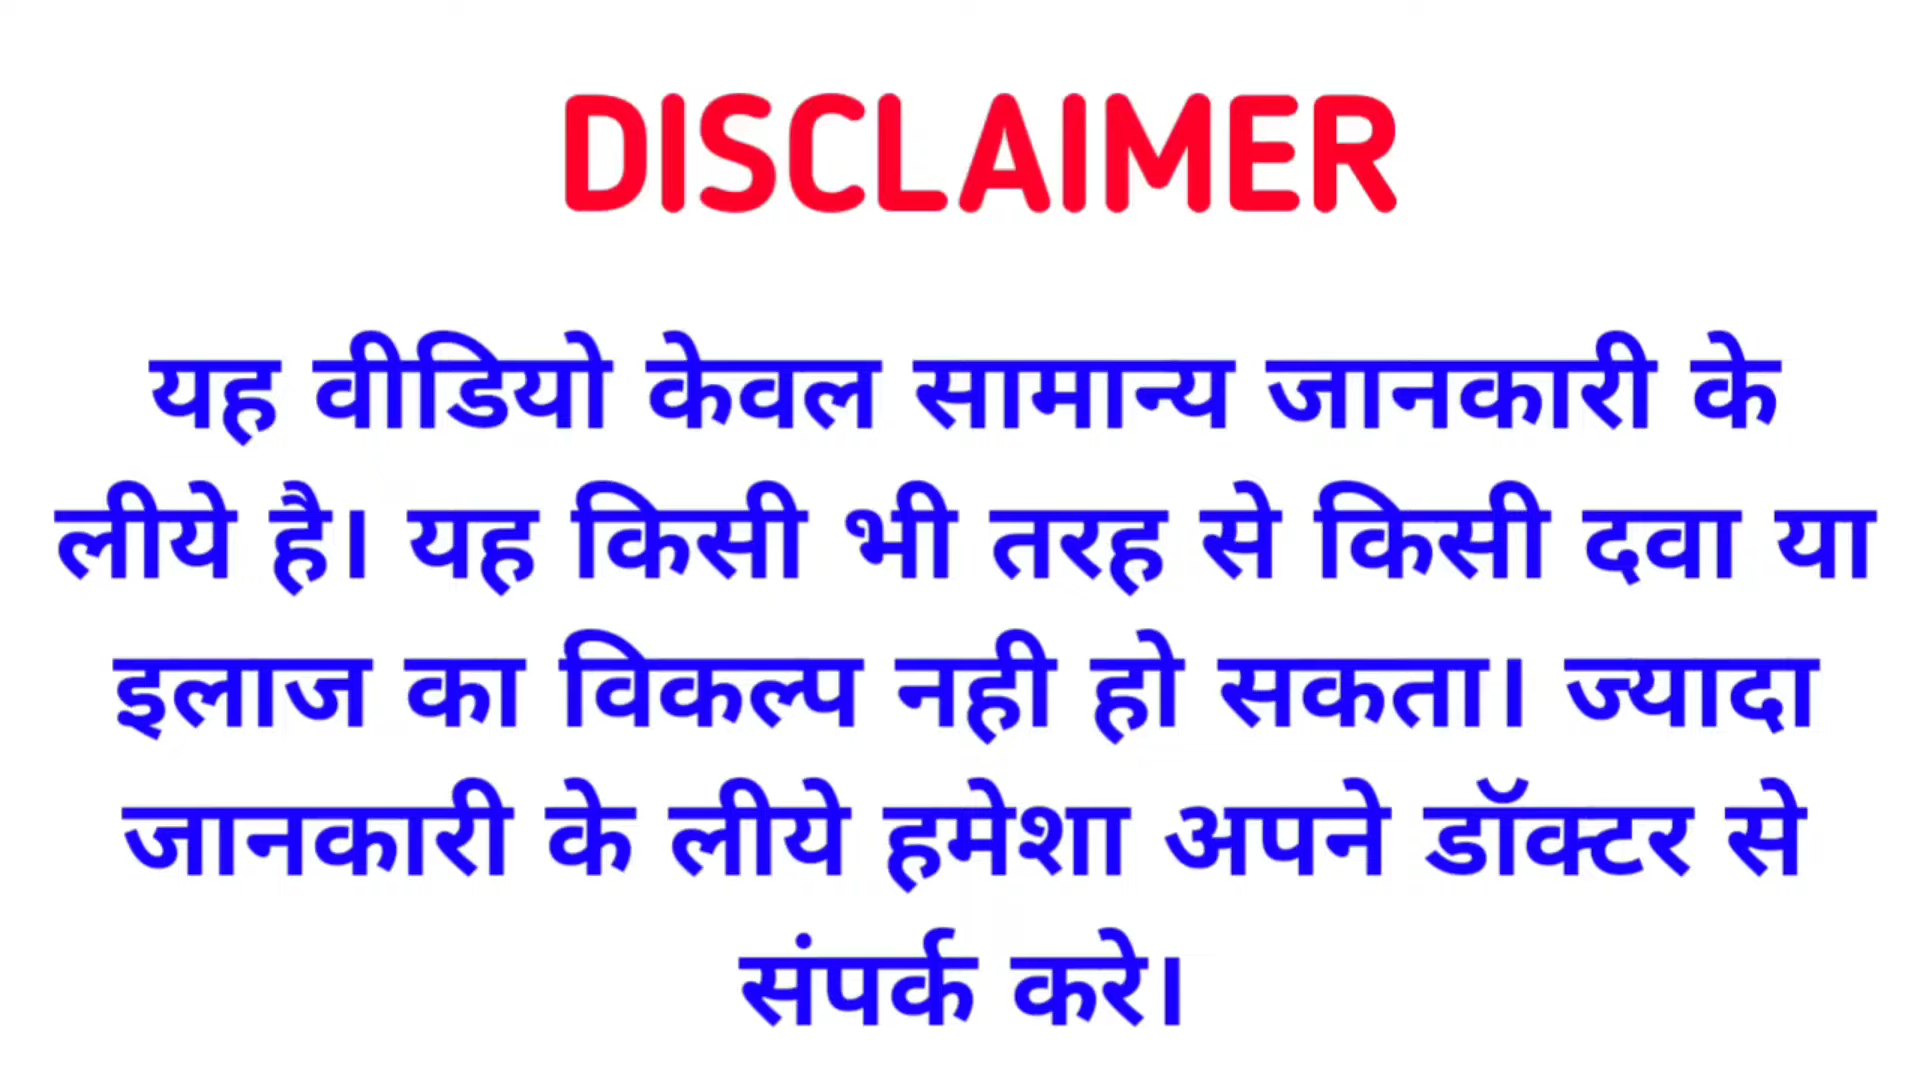 DISCLAIMER
यह वीडियो केवल सामान्य जानकारी के
लीये है। यह किसी भी तरह से किसी दवा या
इलाज का विकल्प नही हो सकता। ज्यादा
जानकारी के लीये हमेशा अपने डॉक्टर से
संपर्क करे।